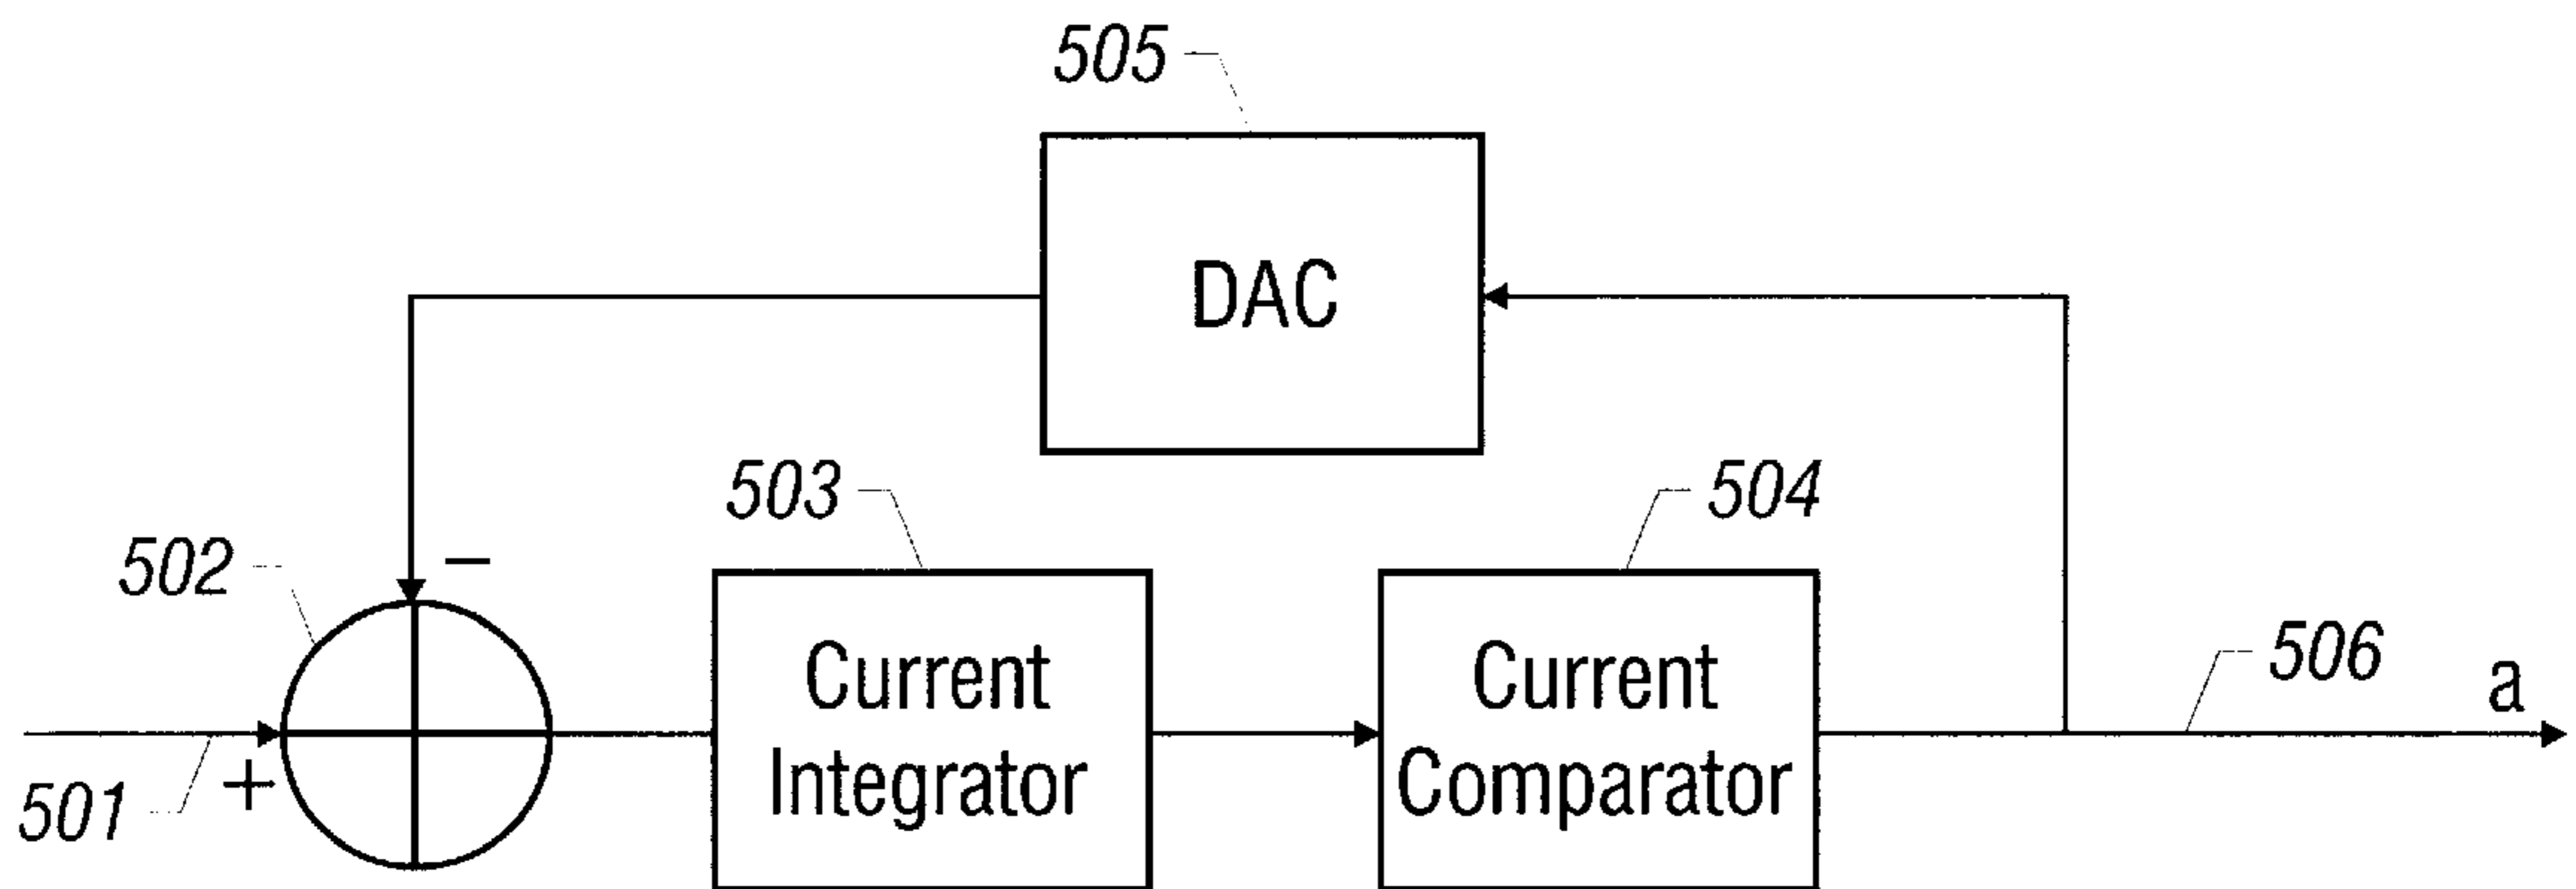 505
DAC
503
504
502
506
a
Current
Integrator
Current
Comparator
+
−
501